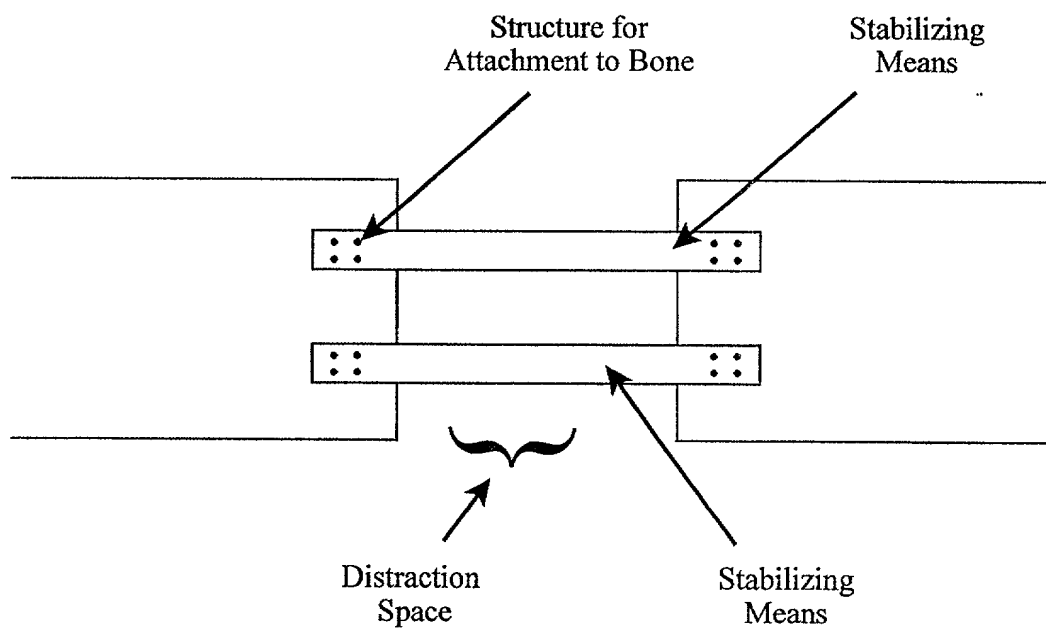 Structure for
Attachment to Bone
Stabilizing
Means
Distraction
Space
Stabilizing
Means